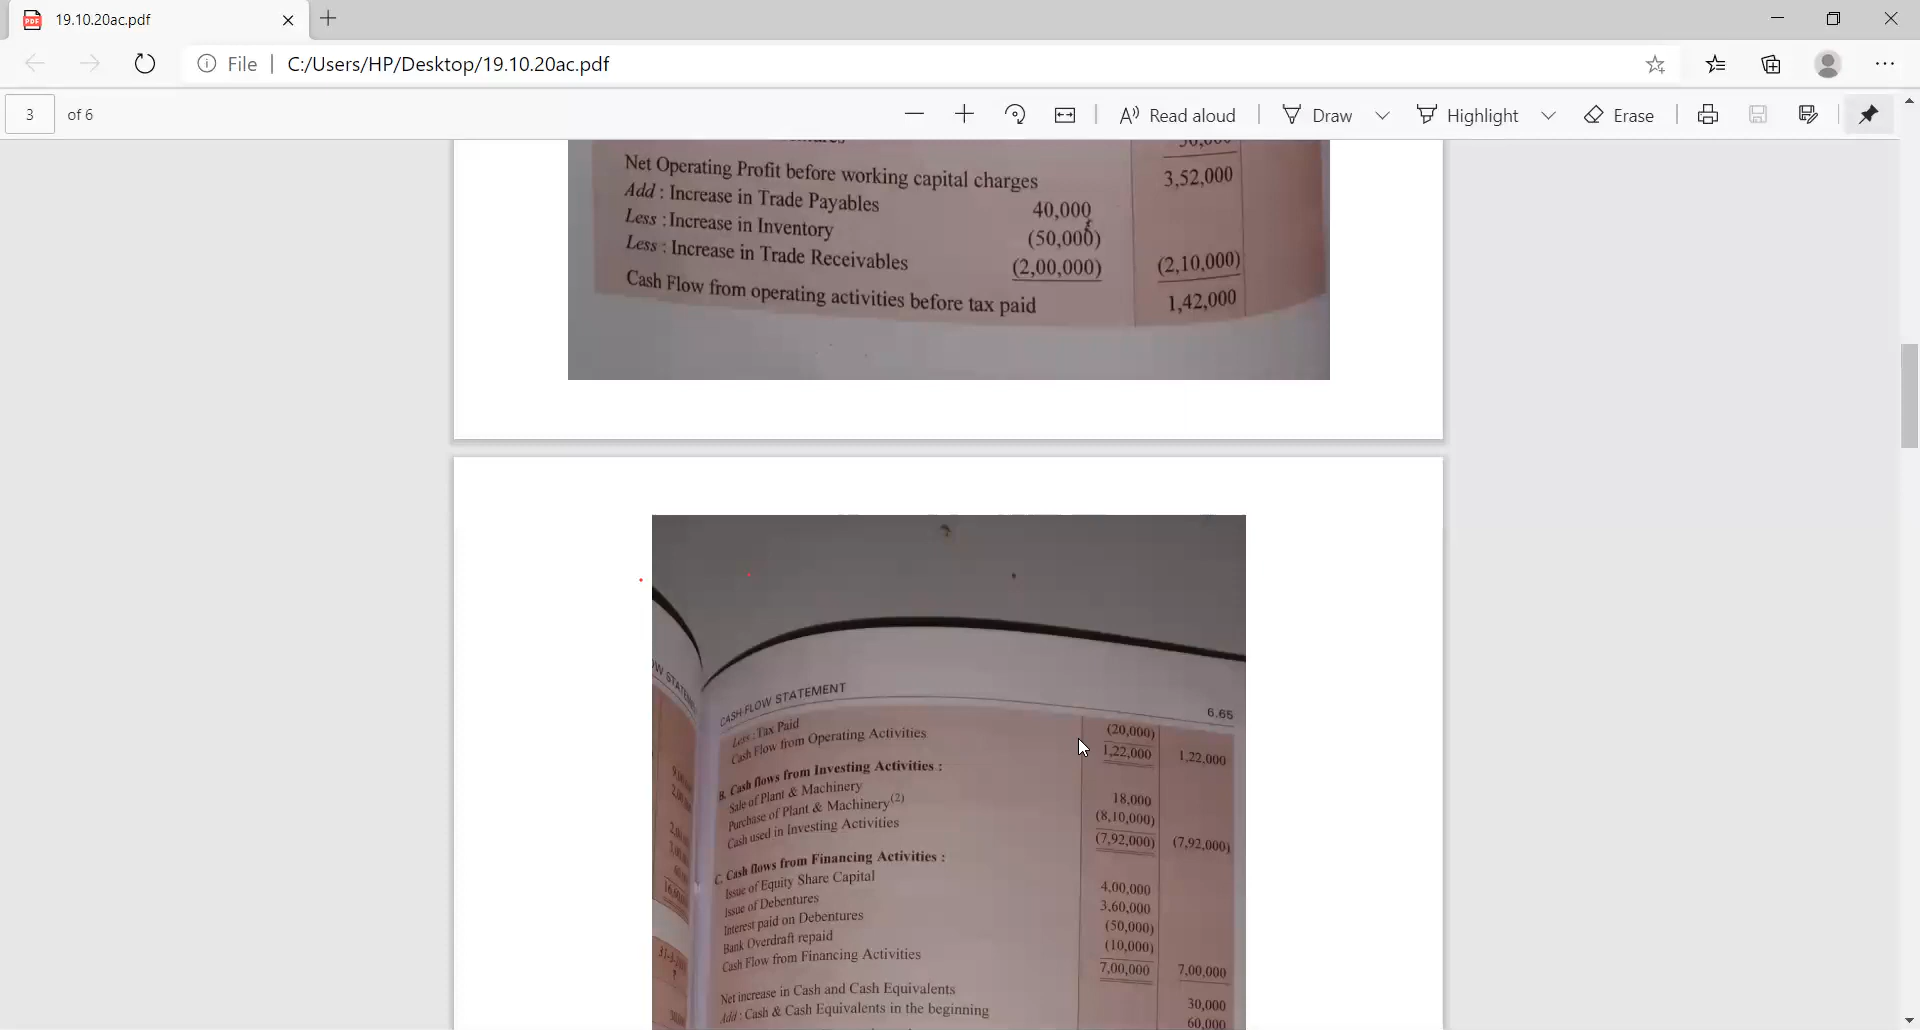 19.10.20ac.pdf
File | C:/Users/HP/Desktop/19.10.20ac.pdf
3 of 6 Read aloud Draw Highlight Erase
Net Operating Profit before working capital charges 3,52,000
Add : Increase in Trade Payables 40,000
Less : Increase in Inventory (50,000)
Less : Increase in Trade Receivables (2,00,000) (2,10,000)
Cash Flow from operating activities before tax paid 1,42,000
CASH FLOW STATEMENT 6.65
Less : Tax Paid (20,000)
Cash Flow from Operating Activities 1,22,000 1,22,000
B. Cash flows from Investing Activities :
Sale of Plant & Machinery 18,000
Purchase of Plant & Machinery(2) (8,10,000)
Cash used in Investing Activities (7,92,000) (7,92,000)
C. Cash flows from Financing Activities :
Issue of Equity Share Capital 4,00,000
Issue of Debentures 3,60,000
Interest paid on Debentures (50,000)
Bank Overdraft repaid (10,000)
Cash Flow from Financing Activities 7,00,000 7,00,000
Net increase in Cash and Cash Equivalents 30,000
Add : Cash & Cash Equivalents in the beginning 60,000